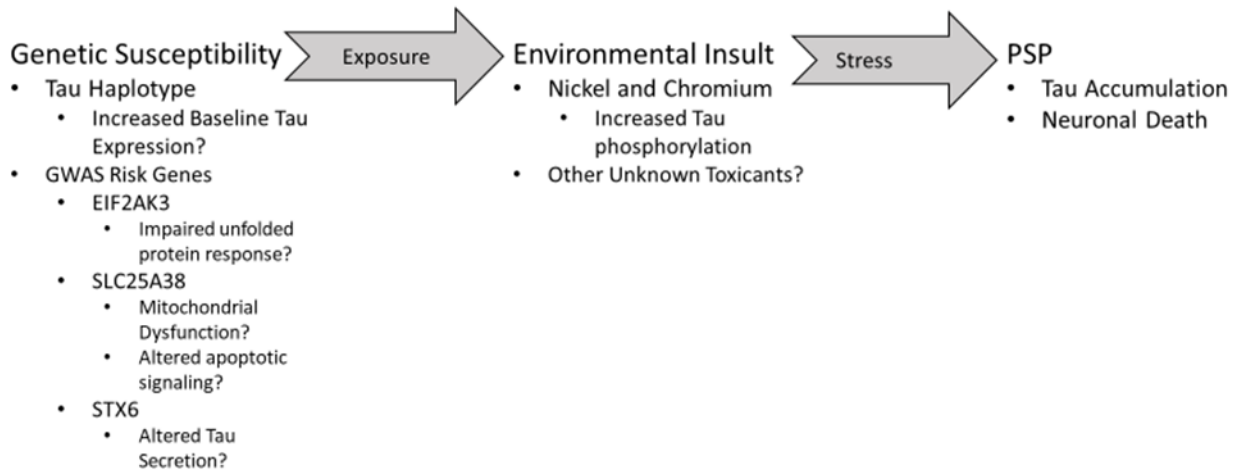 Genetic Susceptibility
• Tau Haplotype
• Increased Baseline Tau
Expression?
• GWAS Risk Genes
• EIF2AK3
• Impaired unfolded
protein response?
• SLC25A38
• Mitochondrial
Dysfunction?
• Altered apoptotic
signaling?
• STX6
• Altered Tau
Secretion?
Exposure
Environmental Insult
• Nickel and Chromium
• Increased Tau
phosphorylation
• Other Unknown Toxicants?
Stress
PSP
• Tau Accumulation
• Neuronal Death